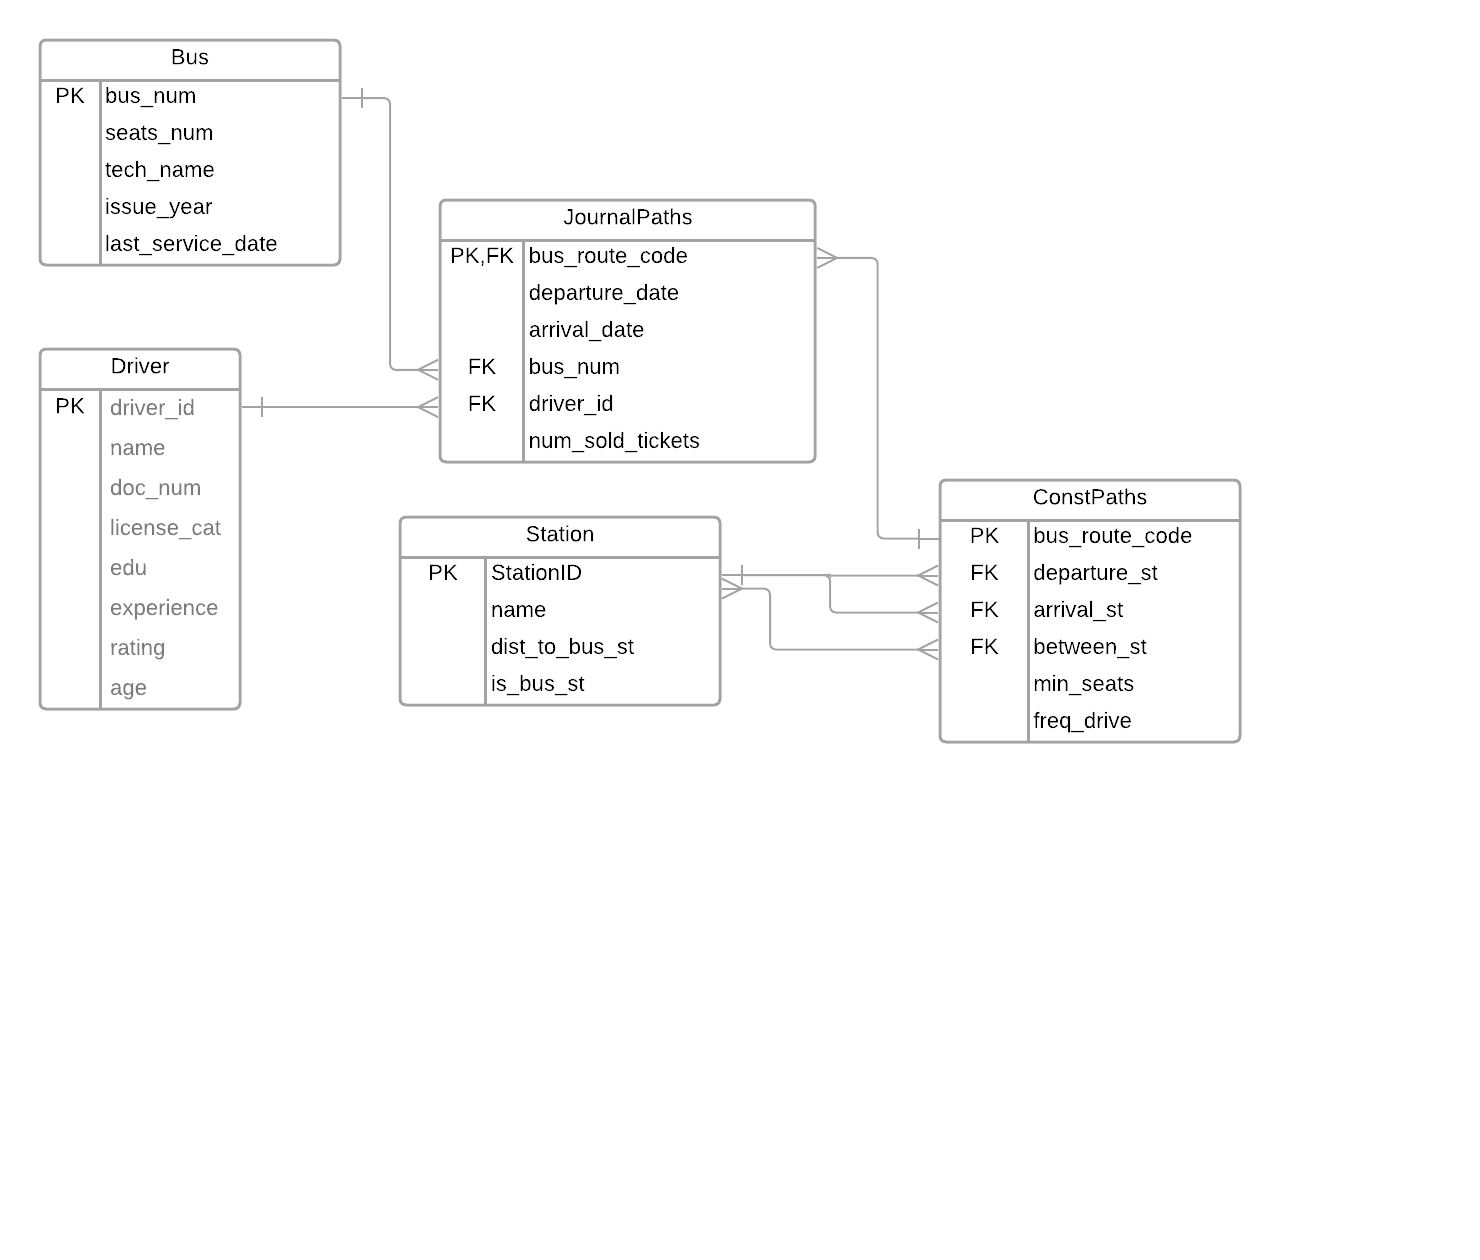 Bus
PK bus_num
seats_num
tech_name
issue_year
last_service_date
JournalPaths
PK,FK bus_route_code
departure_date
arrival_date
FK bus_num
FK driver_id
num_sold_tickets
Driver
PK driver_id
name
doc_num
license_cat
edu
experience
rating
age
Station
PK StationID
name
dist_to_bus_st
is_bus_st
ConstPaths
PK bus_route_code
FK departure_st
FK arrival_st
FK between_st
min_seats
freq_drive